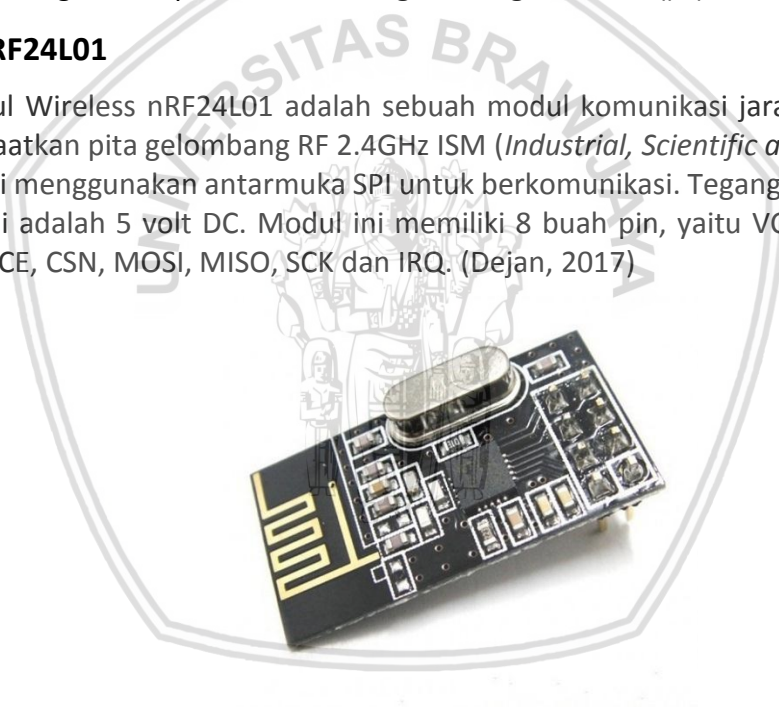 RF24L01
ul Wireless nRF24L01 adalah sebuah modul komunikasi jara
aatkan pita gelombang RF 2.4GHz ISM (Industrial, Scientific a
i menggunakan antarmuka SPI untuk berkomunikasi. Tegang
i adalah 5 volt DC. Modul ini memiliki 8 buah pin, yaitu VC
CE, CSN, MOSI, MISO, SCK dan IRQ. (Dejan, 2017)
UNIVERSITAS BRAWIJAYA